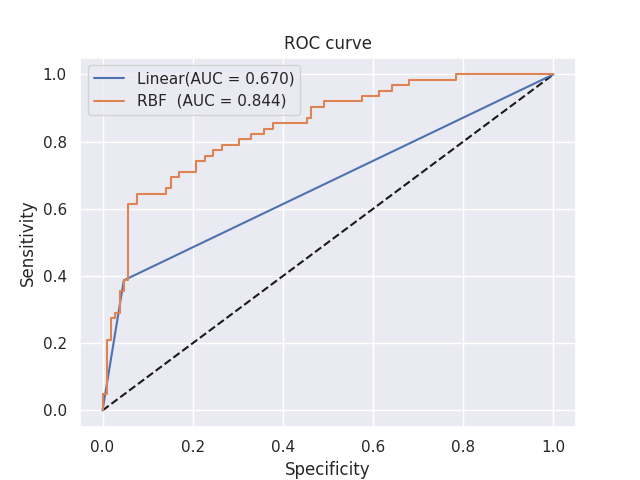 ROC curve
Linear(AUC = 0.670)
RBF  (AUC = 0.844)
1.0
0.8
0.6
0.4
0.2
0.0
Sensitivity
0.0 0.2 0.4 0.6 0.8 1.0
Specificity